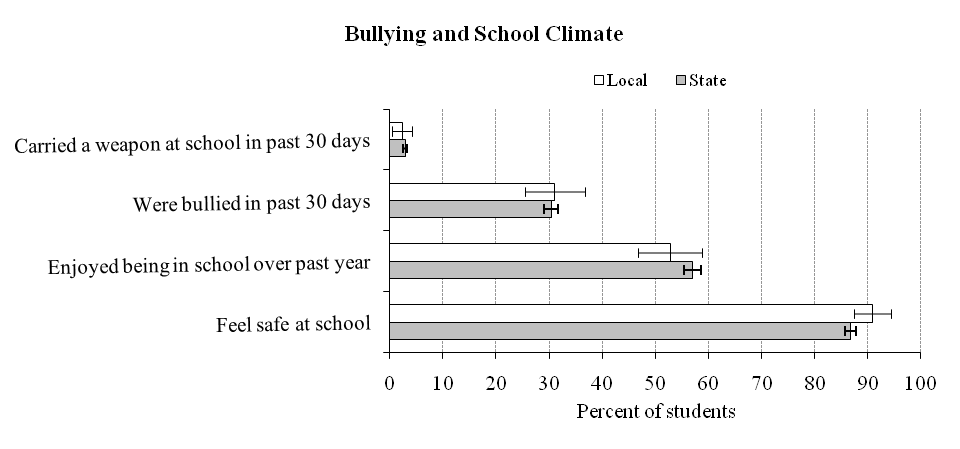 Bullying and School Climate
Local State
Carried a weapon at school in past 30 days
Were bullied in past 30 days
Enjoyed being in school over past year
Feel safe at school
0 10 20 30 40 50 60 70 80 90 100
Percent of students